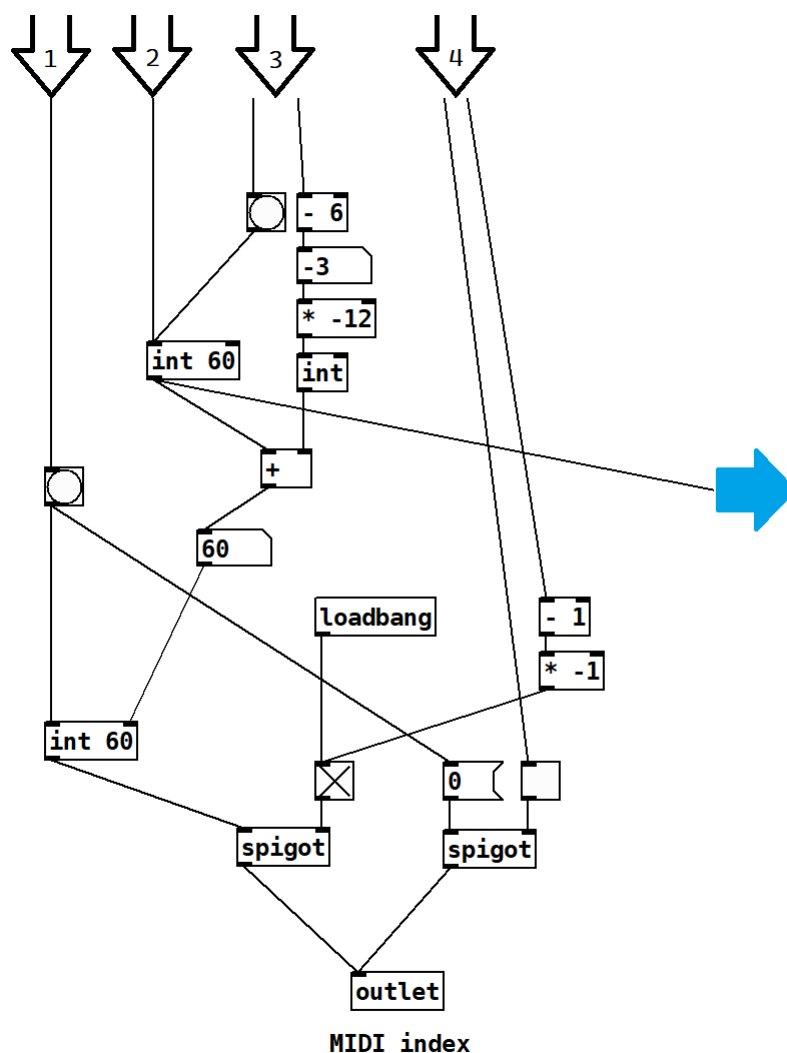 1
2
3
4
- 6
-3
* -12
int 60
int
+
60
loadbang
- 1
* -1
int 60
0
spigot
spigot
outlet
MIDI index